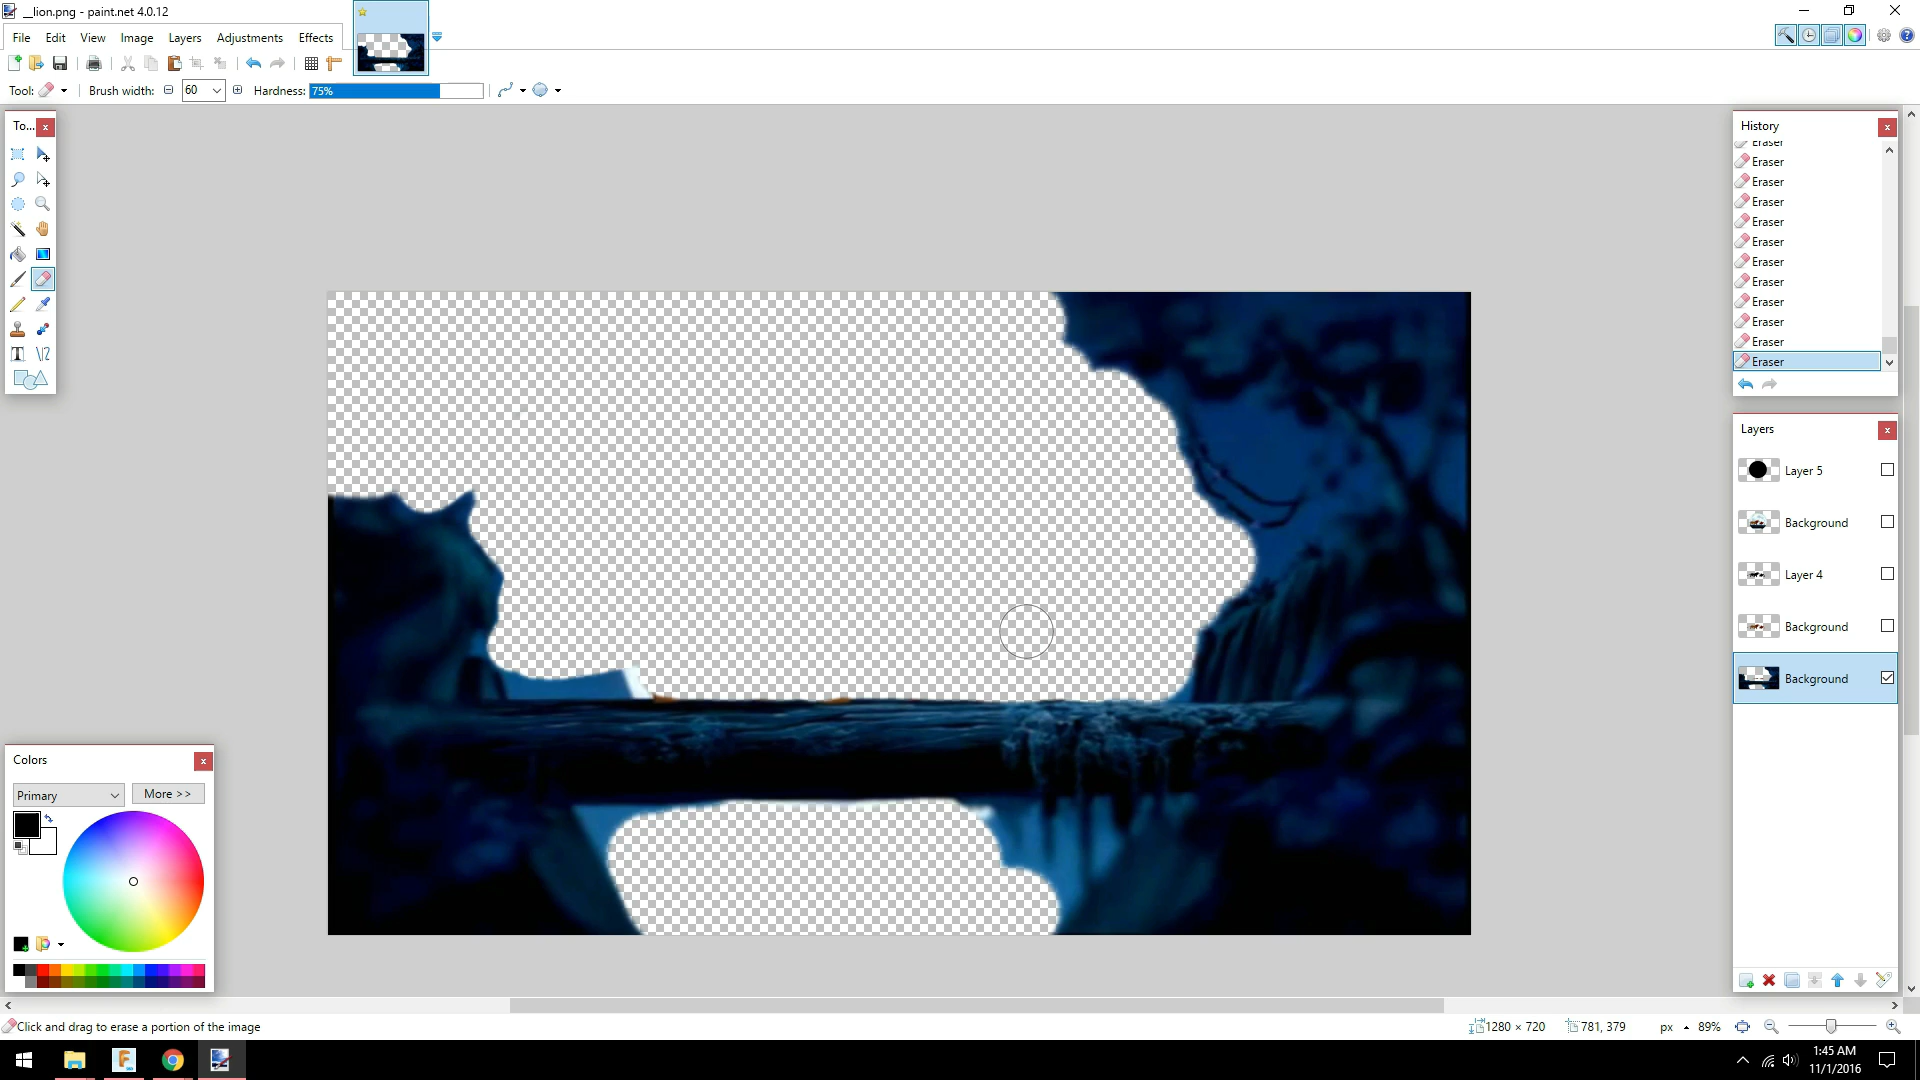 __lion.png - paint.net 4.0.12
File Edit View Image Layers Adjustments Effects
Tool: Brush width: 60 Hardness: 75%
To...
History
Eraser
Eraser
Eraser
Eraser
Eraser
Eraser
Eraser
Eraser
Eraser
Eraser
Eraser
Eraser
Layers
Layer 5
Background
Layer 4
Background
Background
Colors
Primary More >>
Click and drag to erase a portion of the image
1280 × 720 781, 379 px 89%
1:45 AM
11/1/2016